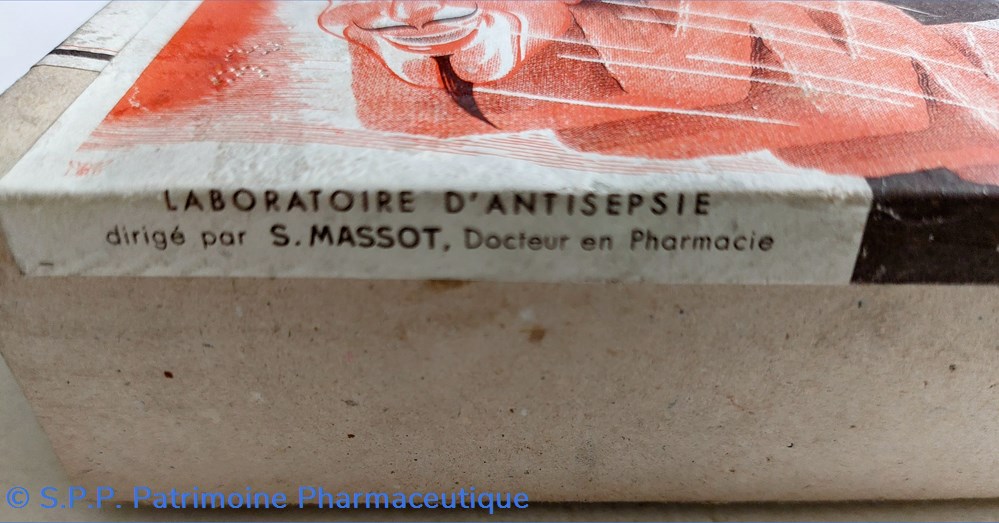 LABORATOIRE D'ANTISEPSIE
dirigé par S. MASSOT, Docteur en Pharmacie
© S.P.P. Patrimoine Pharmaceutique